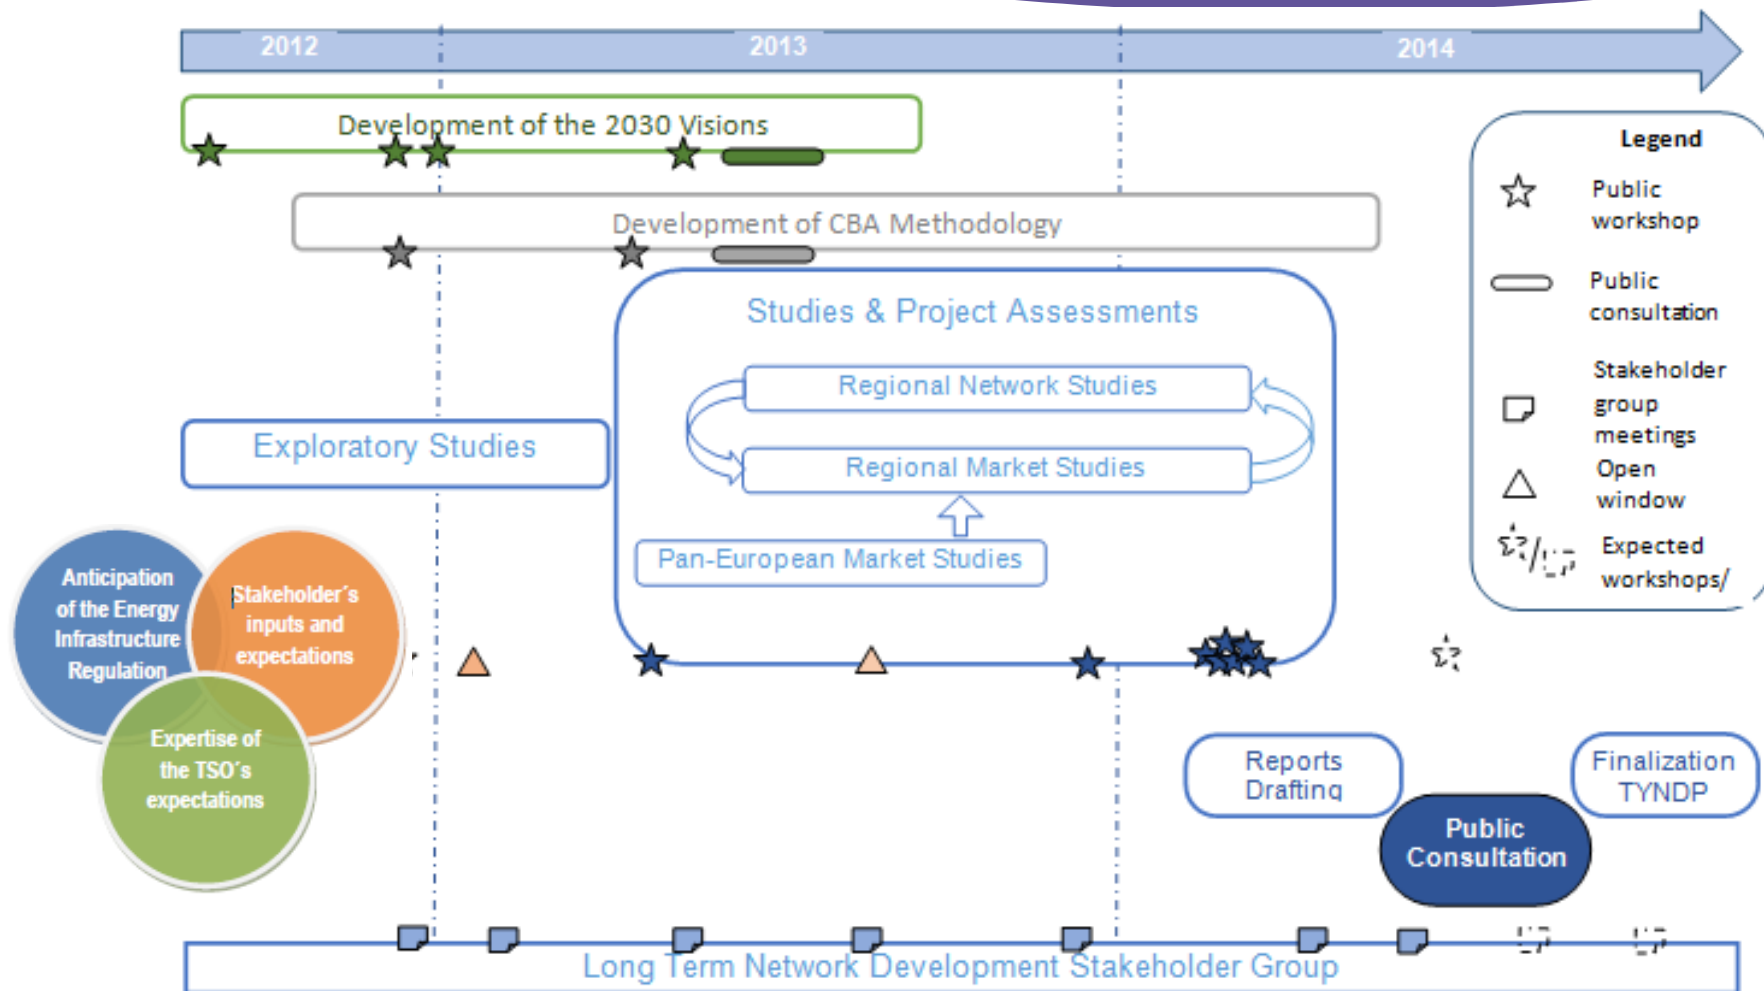 2012
2013
2014
Development of the 2030 Visions
Development of CBA Methodology
Studies & Project Assessments
Regional Network Studies
Regional Market Studies
Pan-European Market Studies
Exploratory Studies
Anticipation
of the Energy
Infrastructure
Regulation
Stakeholder´s
inputs and
expectations
Expertise of
the TSO´s
expectations
Legend
Public
workshop
Public
consultation
Stakeholder
group
meetings
Open
window
/
Expected
workshops/
Reports
Drafting
Public
Consultation
Finalization
TYNDP
Long Term Network Development Stakeholder Group